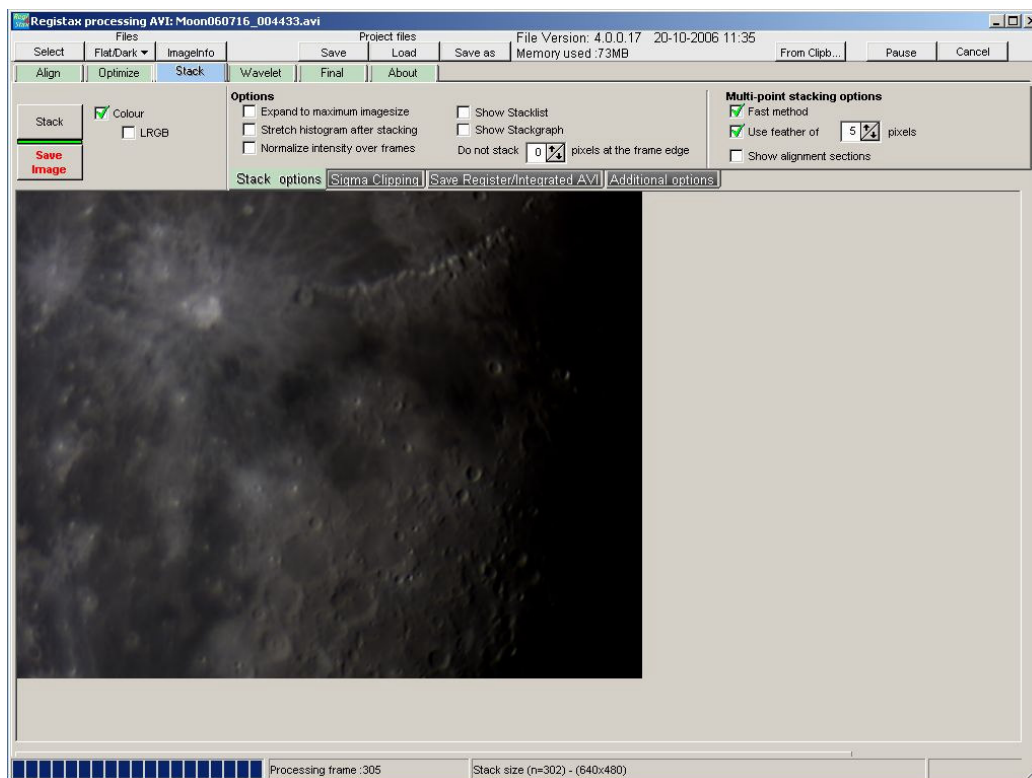 Regi Stax Registax processing AVI: Moon060716_004433.avi
Files Project files File Version: 4.0.0.17 20-10-2006 11:35
Select Flat/Dark ImageInfo Save Load Save as Memory used :73MB From Clipb... Pause Cancel
Align Optimize Stack Wavelet Final About
Options Multi-point stacking options
Stack Colour Expand to maximum imagesize Show Stacklist Fast method
LRGB Stretch histogram after stacking Show Stackgraph Use feather of 5 pixels
Save Image Normalize intensity over frames Do not stack 0 pixels at the frame edge Show alignment sections
Stack options Sigma Clipping Save Register/Integrated AVI Additional options
Processing frame :305 Stack size (n=302) - (640x480)